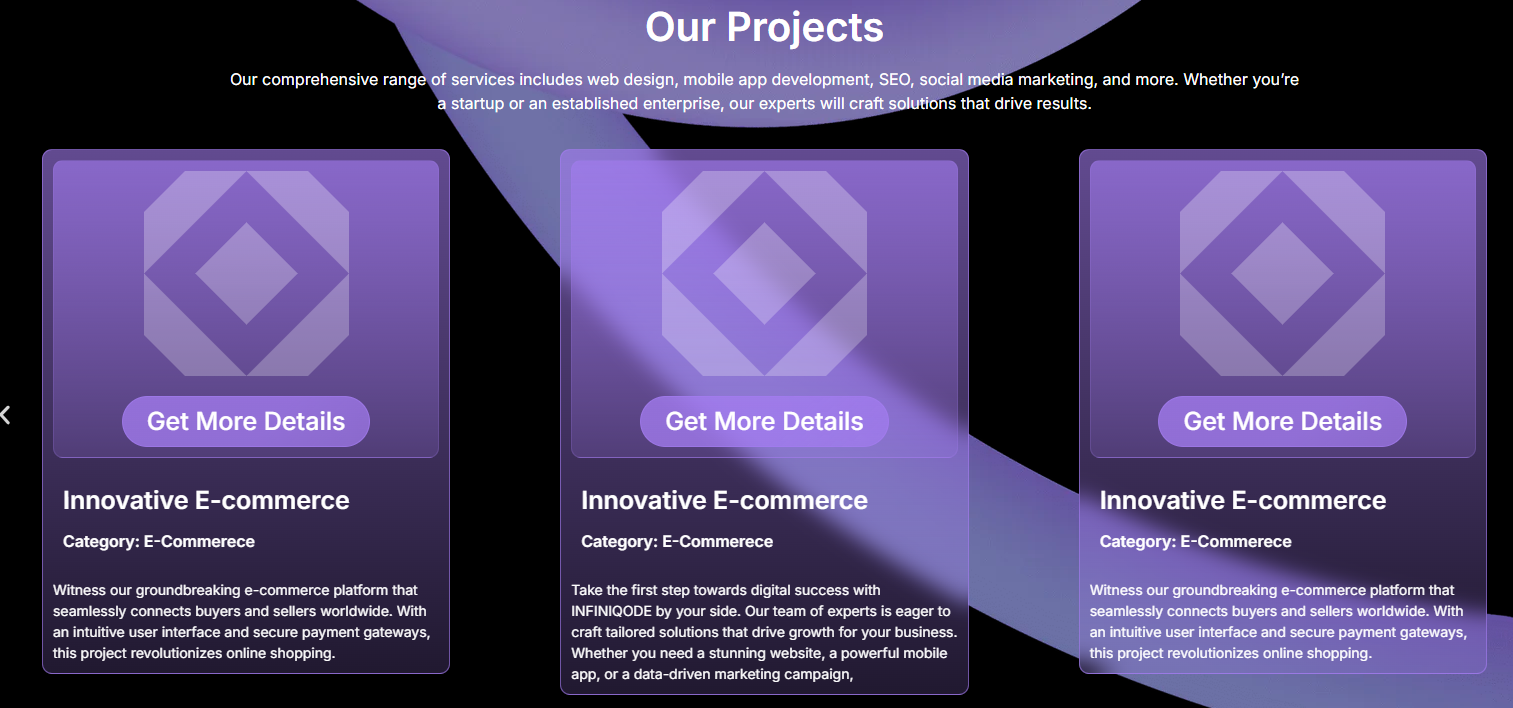 Our Projects
Our comprehensive range of services includes web design, mobile app development, SEO, social media marketing, and more. Whether you’re
a startup or an established enterprise, our experts will craft solutions that drive results.
Get More Details
Innovative E-commerce
Category: E-Commerece
Witness our groundbreaking e-commerce platform that
seamlessly connects buyers and sellers worldwide. With
an intuitive user interface and secure payment gateways,
this project revolutionizes online shopping.
Get More Details
Innovative E-commerce
Category: E-Commerece
Take the first step towards digital success with
INFINIQODE by your side. Our team of experts is eager to
craft tailored solutions that drive growth for your business.
Whether you need a stunning website, a powerful mobile
app, or a data-driven marketing campaign,
Get More Details
Innovative E-commerce
Category: E-Commerece
Witness our groundbreaking e-commerce platform that
seamlessly connects buyers and sellers worldwide. With
an intuitive user interface and secure payment gateways,
this project revolutionizes online shopping.